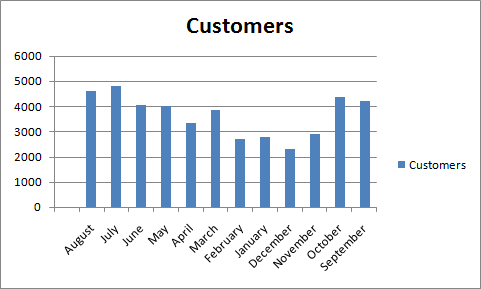 Customers
6000
5000
4000
3000
2000
1000
0
August
July
June
May
April
March
February
January
December
November
October
September
Customers